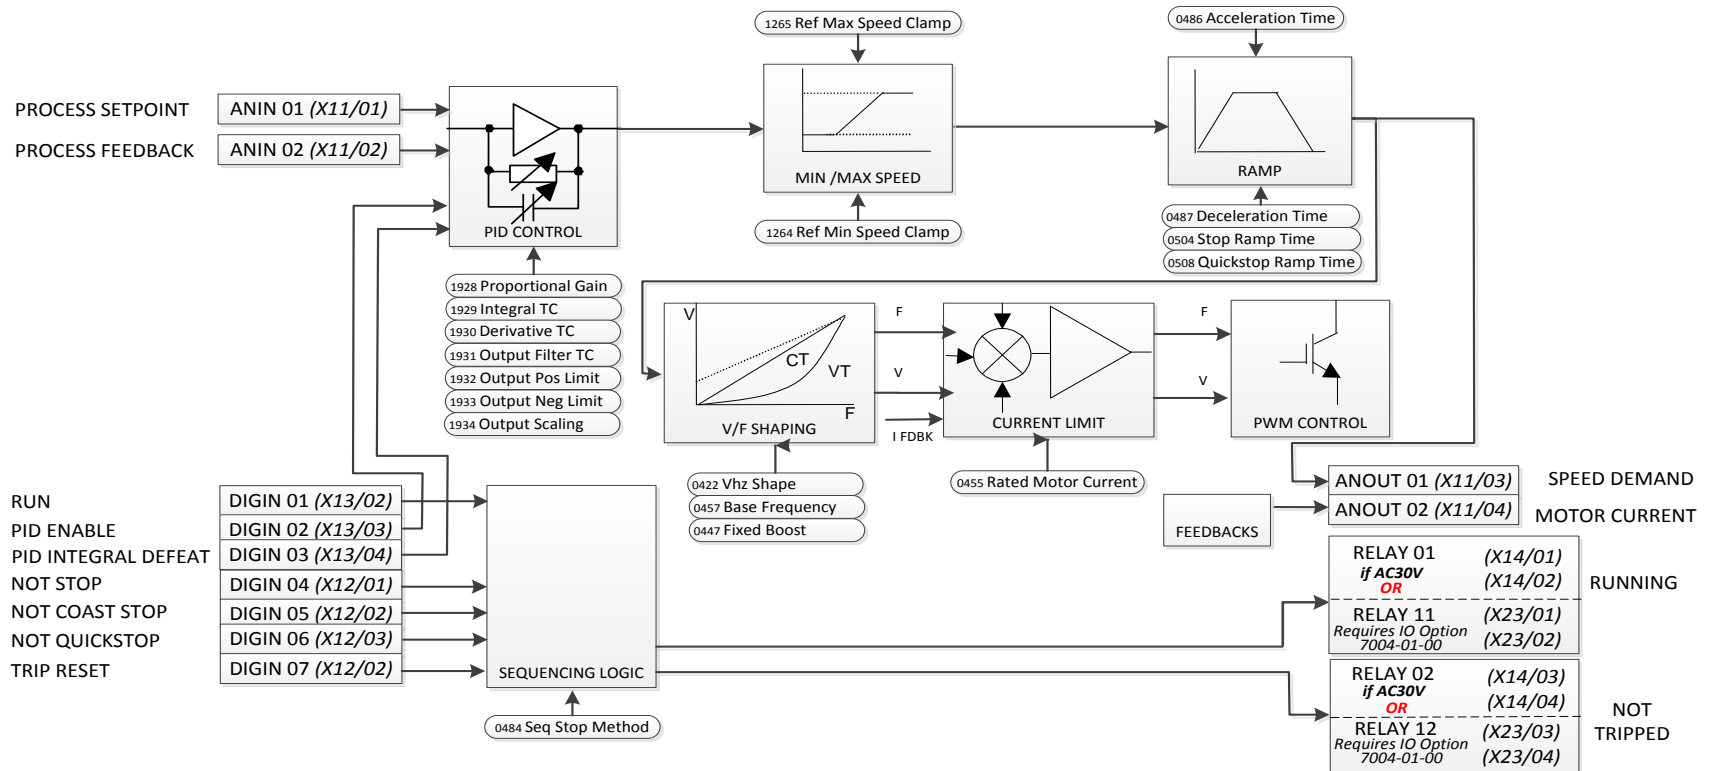 1265 Ref Max Speed Clamp
0486 Acceleration Time
PROCESS SETPOINT
ANIN 01 (X11/01)
PROCESS FEEDBACK
ANIN 02 (X11/02)
PID CONTROL
MIN /MAX SPEED
RAMP
1264 Ref Min Speed Clamp
0487 Deceleration Time
0504 Stop Ramp Time
0508 Quickstop Ramp Time
1928 Proportional Gain
1929 Integral TC
1930 Derivative TC
1931 Output Filter TC
1932 Output Pos Limit
1933 Output Neg Limit
1934 Output Scaling
V
CT
VT
F
V/F SHAPING
F
V
I FDBK
CURRENT LIMIT
F
V
PWM CONTROL
0422 Vhz Shape
0457 Base Frequency
0447 Fixed Boost
0455 Rated Motor Current
RUN
DIGIN 01 (X13/02)
PID ENABLE
DIGIN 02 (X13/03)
PID INTEGRAL DEFEAT
DIGIN 03 (X13/04)
NOT STOP
DIGIN 04 (X12/01)
NOT COAST STOP
DIGIN 05 (X12/02)
NOT QUICKSTOP
DIGIN 06 (X12/03)
TRIP RESET
DIGIN 07 (X12/02)
SEQUENCING LOGIC
0484 Seq Stop Method
FEEDBACKS
ANOUT 01 (X11/03)
SPEED DEMAND
ANOUT 02 (X11/04)
MOTOR CURRENT
RELAY 01 (X14/01)
if AC30V (X14/02)
OR
RUNNING
RELAY 11 (X23/01)
Requires IO Option (X23/02)
7004-01-00
RELAY 02 (X14/03)
if AC30V (X14/04)
OR
NOT
TRIPPED
RELAY 12 (X23/03)
Requires IO Option (X23/04)
7004-01-00